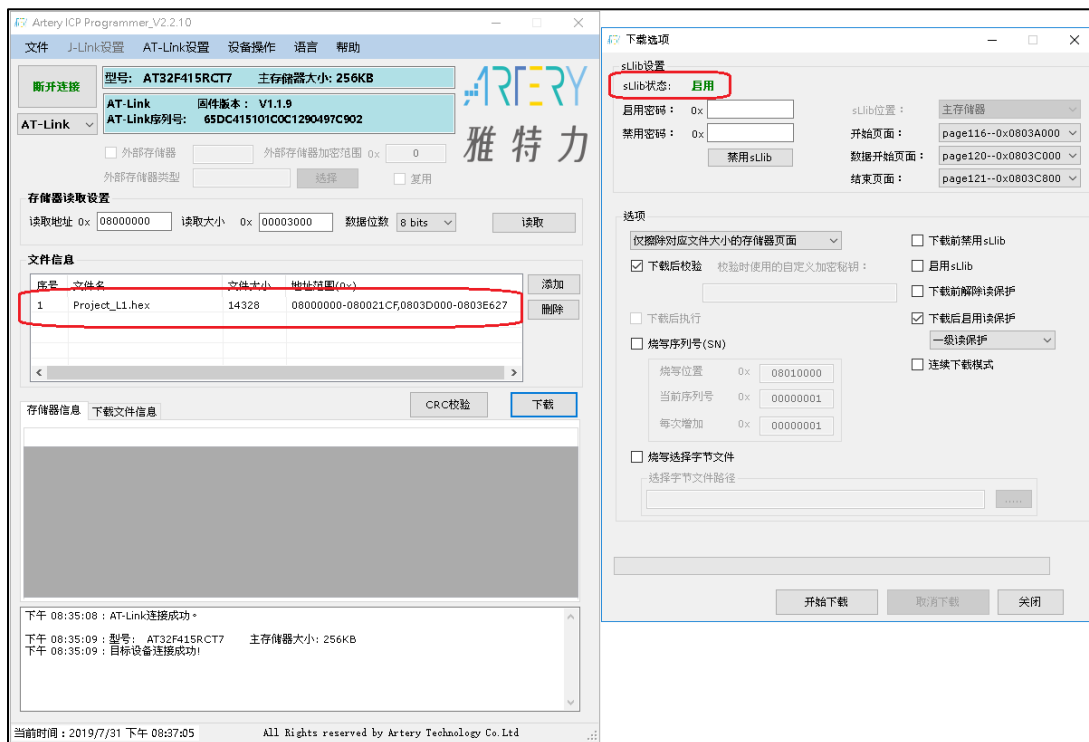 Artery ICP Programmer_V2.2.10
文件 J-Link设置 AT-Link设置 设备操作 语言 帮助
断开连接
型号: AT32F415RCT7 主存储器大小: 256KB
AT-Link 固件版本: V1.1.9
AT-Link序列号: 65DC415101C0C1290497C902
AT-Link
ARTERY
雅特力
外部存储器 外部存储器加密范围 0x 0
外部存储器类型 选择 复用
存储器读取设置
读取地址 0x 08000000 读取大小 0x 00003000 数据位数 8 bits 读取
文件信息
序号 文件名 文件大小 地址范围(0x) 添加
1 Project_L1.hex 14328 08000000-080021CF,0803D000-0803E627 删除
存储器信息 下载文件信息 CRC校验 下载
下午 08:35:08 : AT-Link连接成功。
下午 08:35:09 : 型号: AT32F415RCT7 主存储器大小: 256KB
下午 08:35:09 : 目标设备连接成功!
当前时间 : 2019/7/31 下午 08:37:05 All Rights reserved by Artery Technology Co.Ltd
下载选项
sLlib设置
sLlib状态: 启用
启用密码: 0x sLlib位置: 主存储器
禁用密码: 0x 开始页面: page116--0x0803A000
禁用sLlib 数据开始页面: page120--0x0803C000
结束页面: page121--0x0803C800
选项
仅擦除对应文件大小的存储器页面 下载前禁用sLlib
下载后校验 校验时使用的自定义加密秘钥: 启用sLlib
下载前解除读保护
下载后执行 下载后启用读保护
烧写序列号(SN) 一级读保护
烧写位置 0x 08010000 连续下载模式
当前序列号 0x 00000001
每次增加 0x 00000001
烧写选择字节文件
选择字节文件路径
.....
开始下载 取消下载 关闭